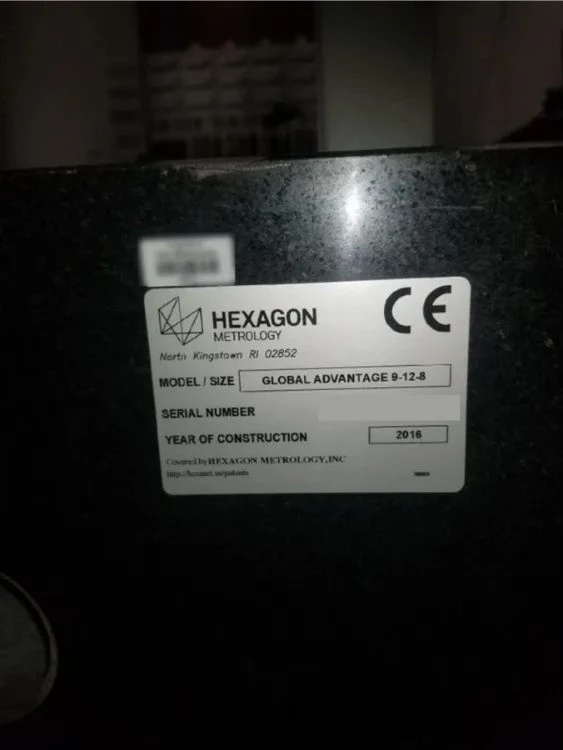 HEXAGON
METROLOGY
CE
North Kingstown RI 02852
MODEL / SIZE GLOBAL ADVANTAGE 9-12-8
SERIAL NUMBER
YEAR OF CONSTRUCTION 2016
Covered by HEXAGON METROLOGY,INC